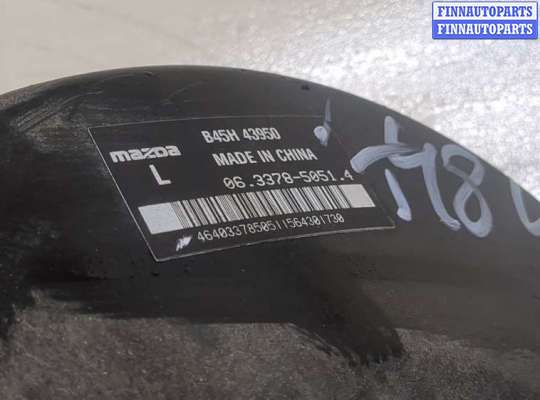 FINNAUTOPARTS
FINNAUTOPARTS
B45H 43950
mazda
MADE IN CHINA
L
06.3378-5051.4
4640337850511564301730